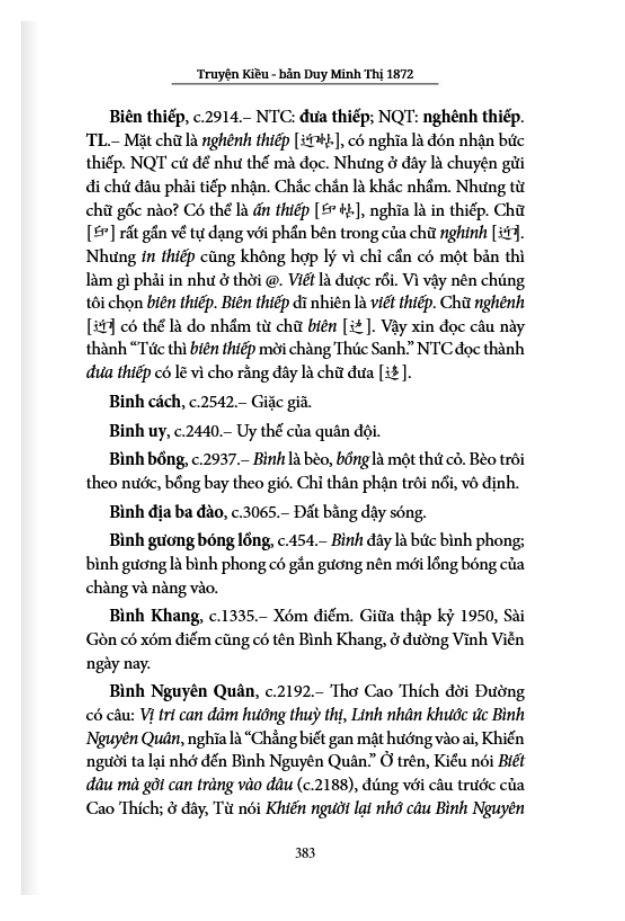 Truyện Kiều - bản Duy Minh Thị 1872
Biên thiếp, c.2914.– NTC: đưa thiếp; NQT: nghênh thiếp.
TL.– Mặt chữ là nghênh thiếp [迎帖], có nghĩa là đón nhận bức
thiếp. NQT cứ để như thế mà đọc. Nhưng ở đây là chuyện gửi
đi chứ đâu phải tiếp nhận. Chắc chắn là khắc nhầm. Nhưng từ
chữ gốc nào? Có thể là ấn thiếp [印帖], nghĩa là in thiếp. Chữ
[印] rất gần về tự dạng với phần bên trong của chữ nghinh [迎].
Nhưng in thiếp cũng không hợp lý vì chỉ cần có một bản thì
làm gì phải in như ở thời @. Viết là được rồi. Vì vậy nên chúng
tôi chọn biên thiếp. Biên thiếp dĩ nhiên là viết thiếp. Chữ nghênh
[迎] có thể là do nhầm từ chữ biên []. Vậy xin đọc câu này
thành “Tức thì biên thiếp mời chàng Thúc Sanh.” NTC đọc thành
đưa thiếp có lẽ vì cho rằng đây là chữ đưa [].
Binh cách, c.2542.– Giặc giã.
Binh uy, c.2440.– Uy thế của quân đội.
Bình bồng, c.2937.– Bình là bèo, bồng là một thứ cỏ. Bèo trôi
theo nước, bồng bay theo gió. Chỉ thân phận trôi nổi, vô định.
Bình địa ba đào, c.3065.– Đất bằng dậy sóng.
Bình gương bóng lồng, c.454.– Bình đây là bức bình phong;
bình gương là bình phong có gắn gương nên mới lồng bóng của
chàng và nàng vào.
Bình Khang, c.1335.– Xóm điếm. Giữa thập kỷ 1950, Sài
Gòn có xóm điếm cũng có tên Bình Khang, ở đường Vĩnh Viễn
ngày nay.
Bình Nguyên Quân, c.2192.– Thơ Cao Thích đời Đường
có câu: Vị tri can đảm hướng thuỳ thị, Linh nhân khước ức Bình
Nguyên Quân, nghĩa là “Chẳng biết gan mật hướng vào ai, Khiến
người ta lại nhớ đến Bình Nguyên Quân.” Ở trên, Kiều nói Biết
đâu mà gởi can tràng vào đâu (c.2188), đúng với câu trước của
Cao Thích; ở đây, Từ nói Khiến người lại nhớ câu Bình Nguyên
383